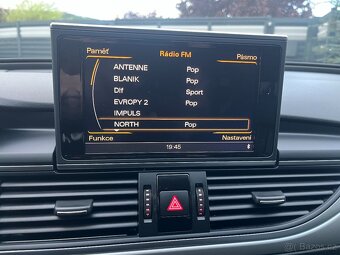 Paměť Rádio FM Pásmo
ANTENNE Pop
BLANIK Pop
Dlf Sport
EVROPY 2 Pop
IMPULS
NORTH Pop
Funkce Nastavení
19:45